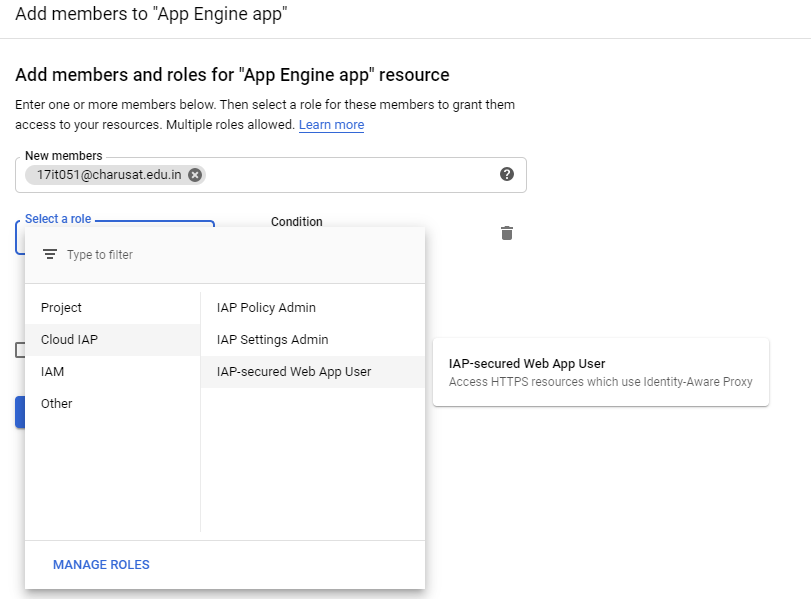 Add members to "App Engine app"
Add members and roles for "App Engine app" resource
Enter one or more members below. Then select a role for these members to grant them
access to your resources. Multiple roles allowed. Learn more
New members
17it051@charusat.edu.in
Select a role
Condition
Type to filter
Project
Cloud IAP
IAM
Other
IAP Policy Admin
IAP Settings Admin
IAP-secured Web App User
IAP-secured Web App User
Access HTTPS resources which use Identity-Aware Proxy
MANAGE ROLES